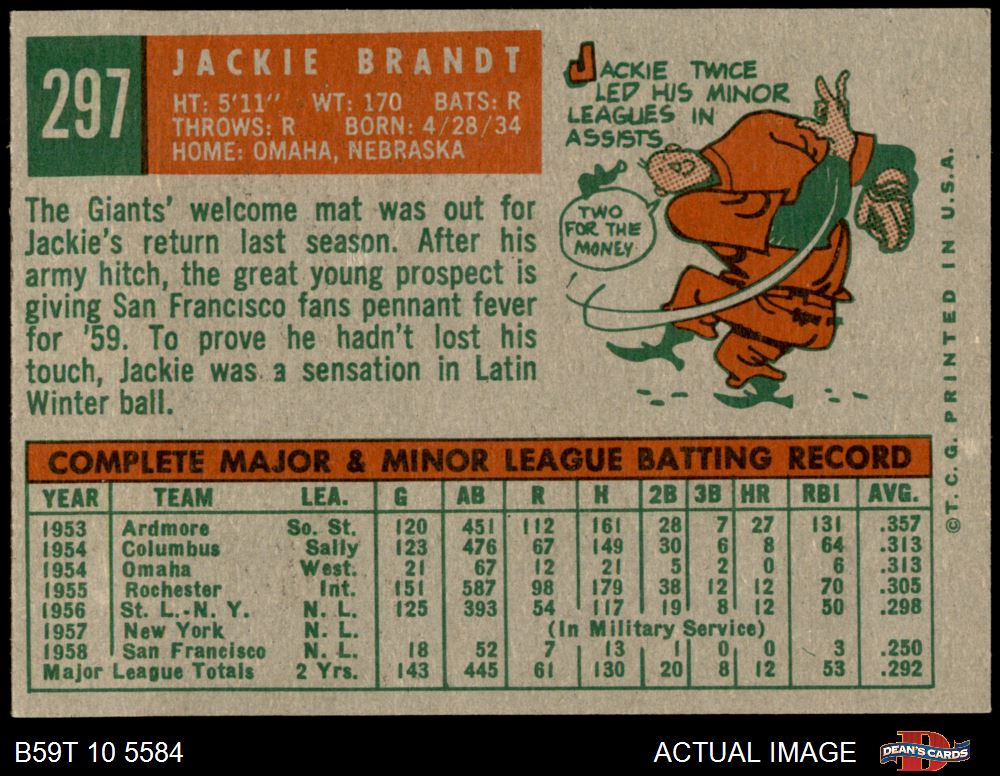 297
JACKIE BRANDT
HT: 5'11" WT: 170 BATS: R
THROWS: R BORN: 4/28/34
HOME: OMAHA, NEBRASKA
JACKIE TWICE
LED HIS MINOR
LEAGUES IN
ASSISTS
TWO
FOR THE
MONEY
The Giants' welcome mat was out for
Jackie's return last season. After his
army hitch, the great young prospect is
giving San Francisco fans pennant fever
for '59. To prove he hadn't lost his
touch, Jackie was a sensation in Latin
Winter ball.
COMPLETE MAJOR & MINOR LEAGUE BATTING RECORD
YEAR TEAM LEA. G AB R H 2B 3B HR RBI AVG.
1953 Ardmore So. St. 120 451 112 161 28 7 27 131 .357
1954 Columbus Sally 123 476 67 149 30 6 8 64 .313
1954 Omaha West. 21 67 12 21 5 2 0 6 .313
1955 Rochester Int. 151 587 98 179 38 12 12 70 .305
1956 St. L.-N. Y. N. L. 125 393 54 117 19 8 12 50 .298
1957 New York N. L. (In Military Service)
1958 San Francisco N. L. 18 52 7 13 1 0 0 3 .250
Major League Totals 2 Yrs. 143 445 61 130 20 8 12 53 .292
©T.C.G. PRINTED IN U.S.A.
B59T 10 5584
ACTUAL IMAGE
DEAN'S CARDS